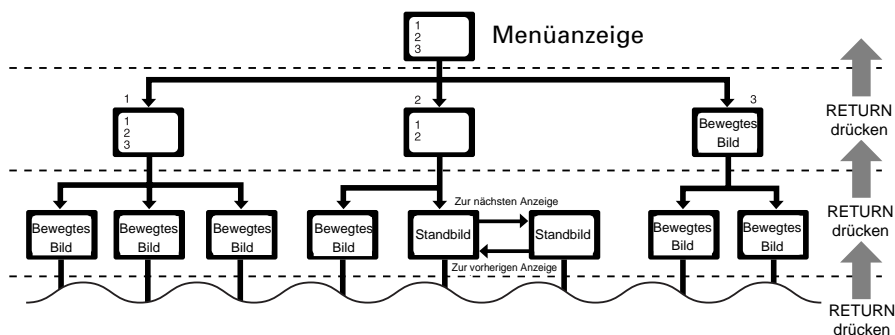 1
2
3
Menüanzeige
1
2
3
RETURN
drücken
1
2
3
1
2
Bewegtes
Bild
Zur nächsten Anzeige
Bewegtes
Bild
Bewegtes
Bild
Bewegtes
Bild
Bewegtes
Bild
Standbild
Standbild
Bewegtes
Bild
Bewegtes
Bild
RETURN
drücken
Zur vorherigen Anzeige
RETURN
drücken